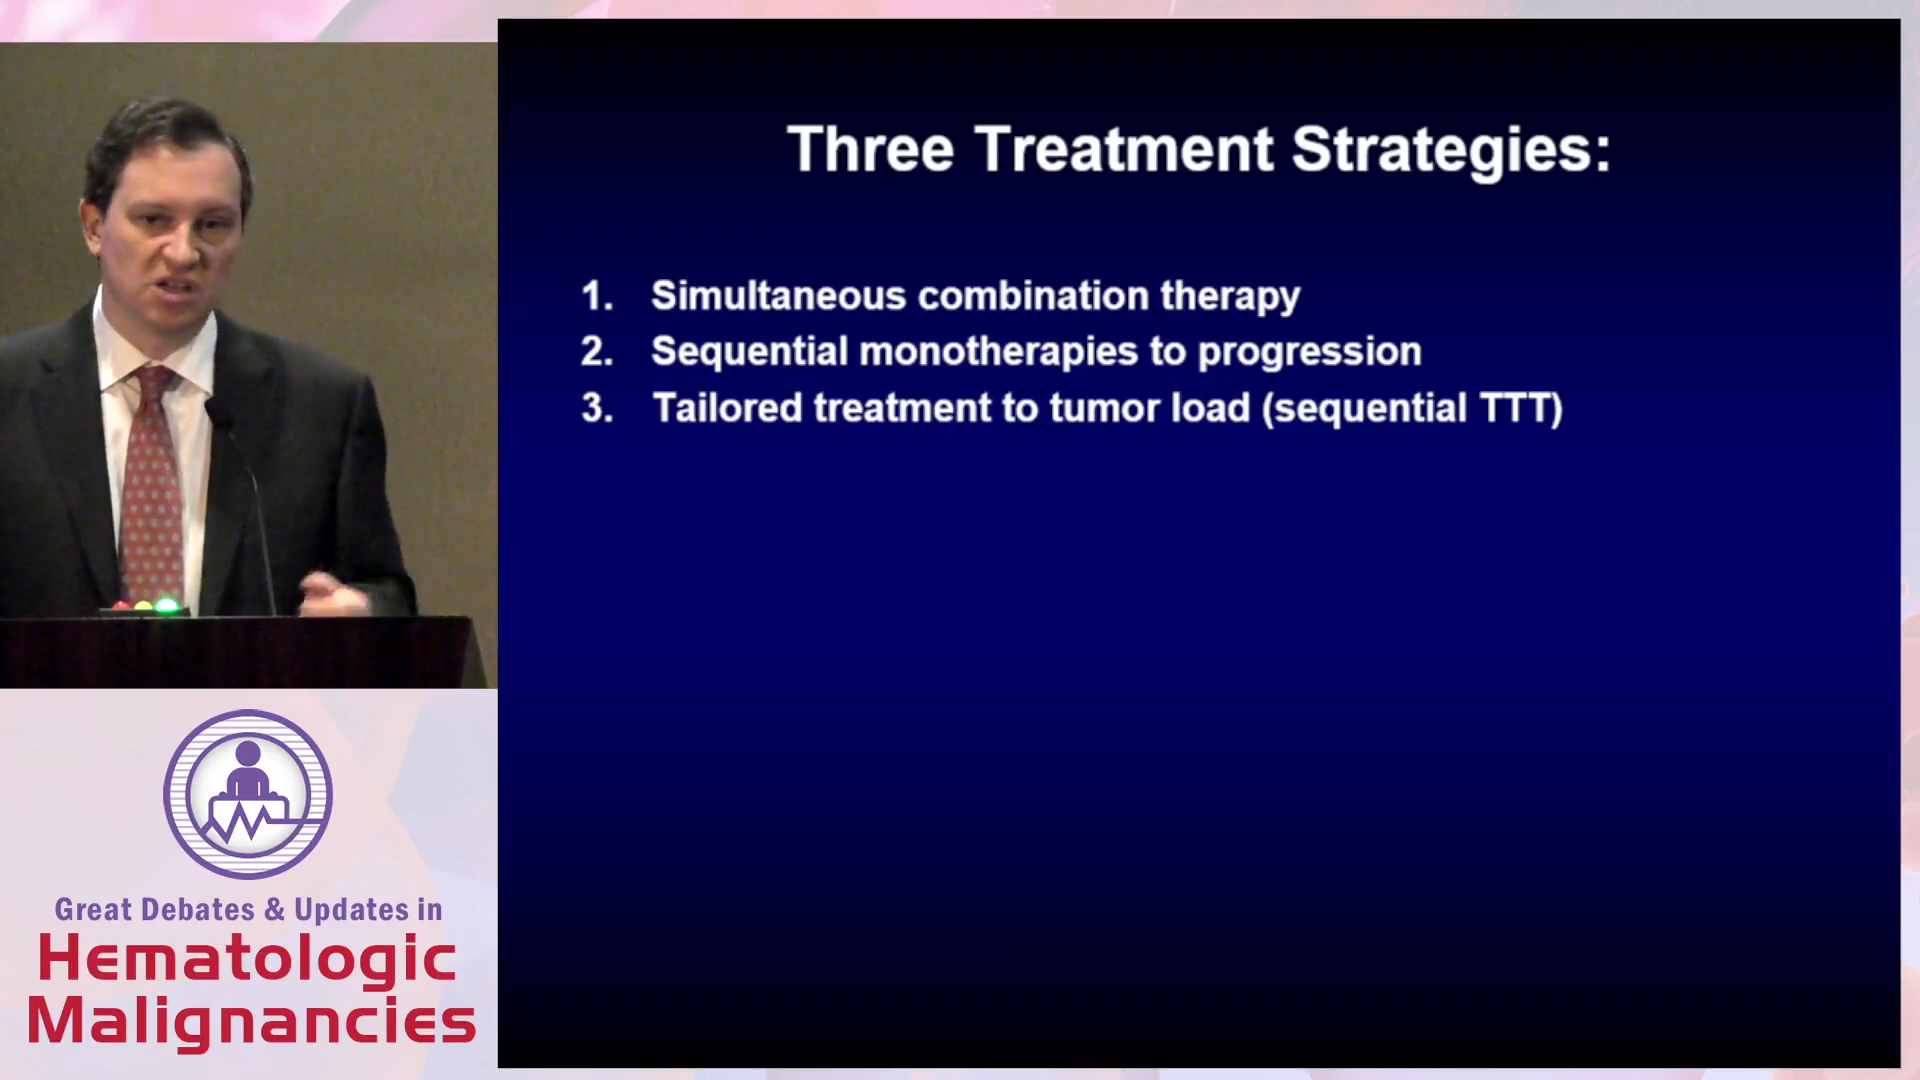 Three Treatment Strategies:
1. Simultaneous combination therapy
2. Sequential monotherapies to progression
3. Tailored treatment to tumor load (sequential TTT)
Great Debates & Updates in
Hematologic
Malignancies